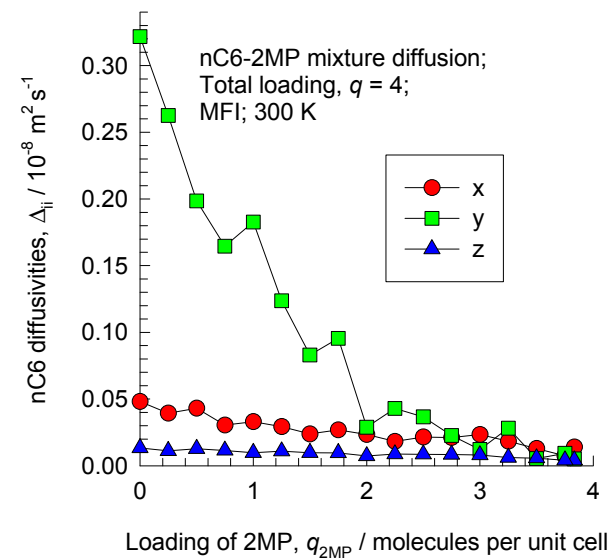 nC6-2MP mixture diffusion;
Total loading, q = 4;
MFI; 300 K
x
y
z
nC6 diffusivities, Δii / 10-8 m2 s-1
0.30
0.25
0.20
0.15
0.10
0.05
0.00
0 1 2 3 4
Loading of 2MP, q2MP / molecules per unit cell